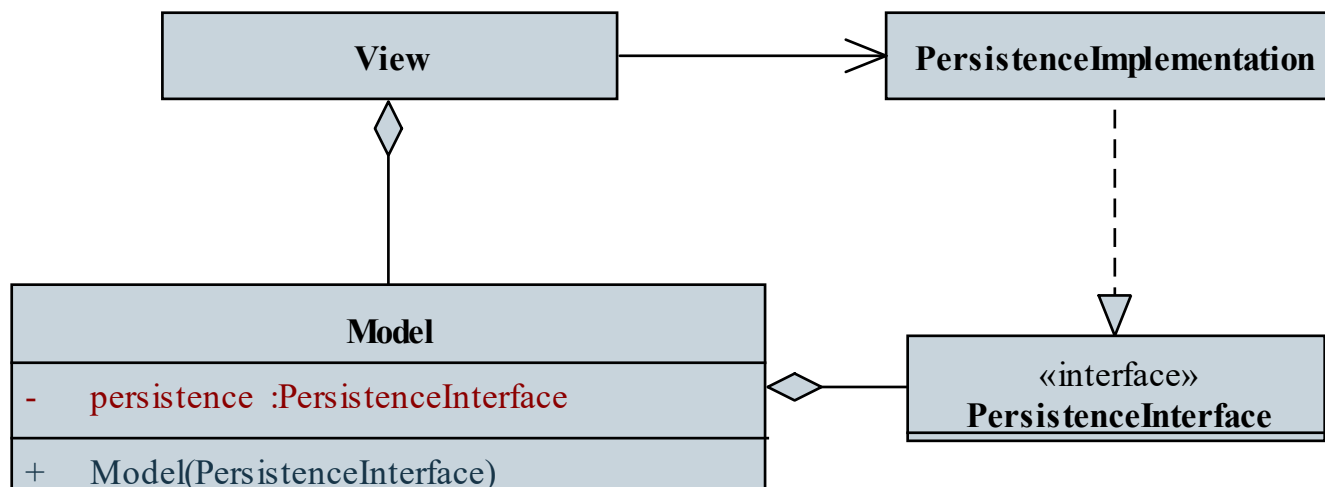 View
PersistenceImplementation
Model
- persistence :PersistenceInterface
+ Model(PersistenceInterface)
«interface»
PersistenceInterface